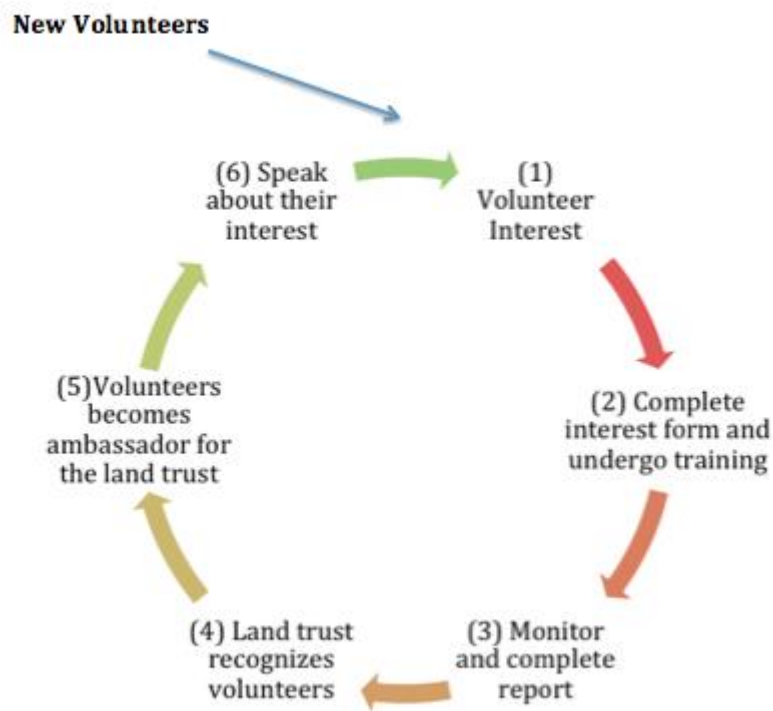 New Volunteers
(1)
Volunteer
Interest
(2) Complete
interest form and
undergo training
(3) Monitor
and complete
report
(4) Land trust
recognizes
volunteers
(5)Volunteers
becomes
ambassador for
the land trust
(6) Speak
about their
interest